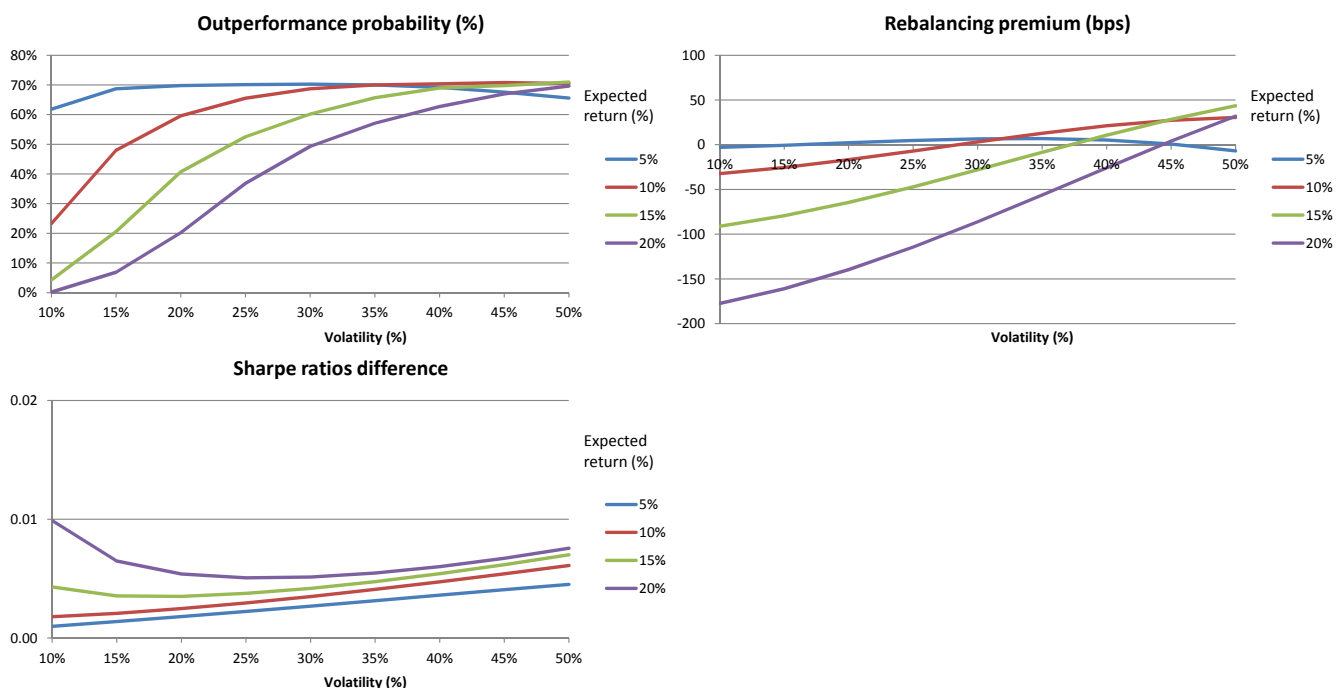 Outperformance probability (%)
80%
70%
60%
50%
40%
30%
20%
10%
0%
10% 15% 20% 25% 30% 35% 40% 45% 50%
Volatility (%)
Expected
return (%)
5%
10%
15%
20%
Rebalancing premium (bps)
100
50
0
-50
-100
-150
-200
10% 15% 20% 25% 30% 35% 40% 45% 50%
Volatility (%)
Expected
return (%)
5%
10%
15%
20%
Sharpe ratios difference
0.02
0.01
0.00
10% 15% 20% 25% 30% 35% 40% 45% 50%
Volatility (%)
Expected
return (%)
5%
10%
15%
20%